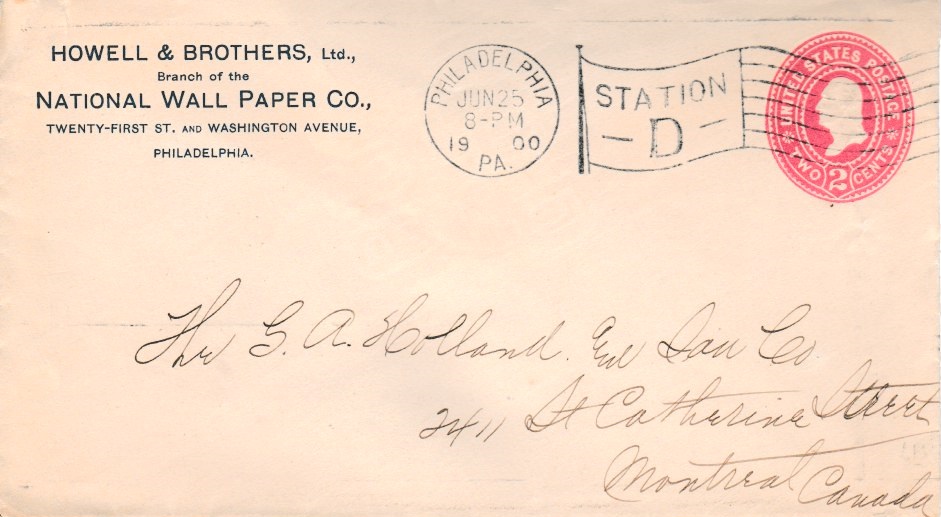 HOWELL & BROTHERS, Ltd.,
Branch of the
NATIONAL WALL PAPER CO.,
TWENTY-FIRST ST. AND WASHINGTON AVENUE,
PHILADELPHIA.
PHILADELPHIA
JUN 25
8-PM
19 00
PA.
STATION
- D -
UNITED STATES POSTAGE
TWO 2 CENTS
The G. A. Holland Co
2411 St Catherine Street
Montreal Canada